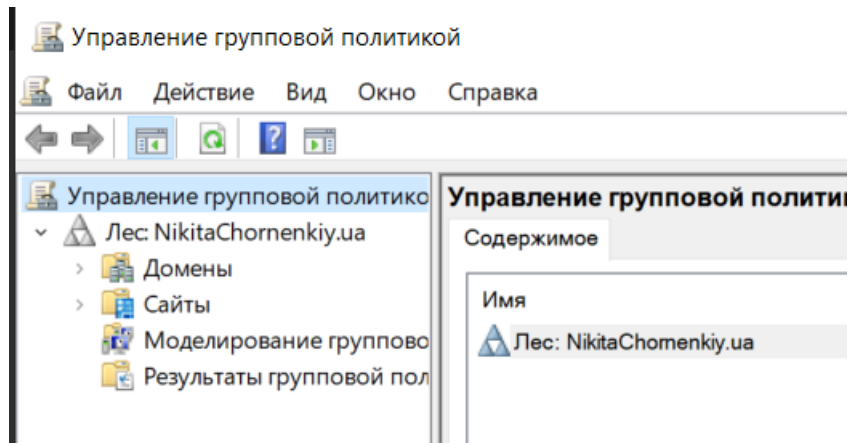 Управление групповой политикой
Файл Действие Вид Окно Справка
Управление групповой политико
Лес: NikitaChornenkiy.ua
Домены
Сайты
Моделирование группово
Результаты групповой пол
Управление групповой полити
Содержимое
Имя
Лес: NikitaChornenkiy.ua